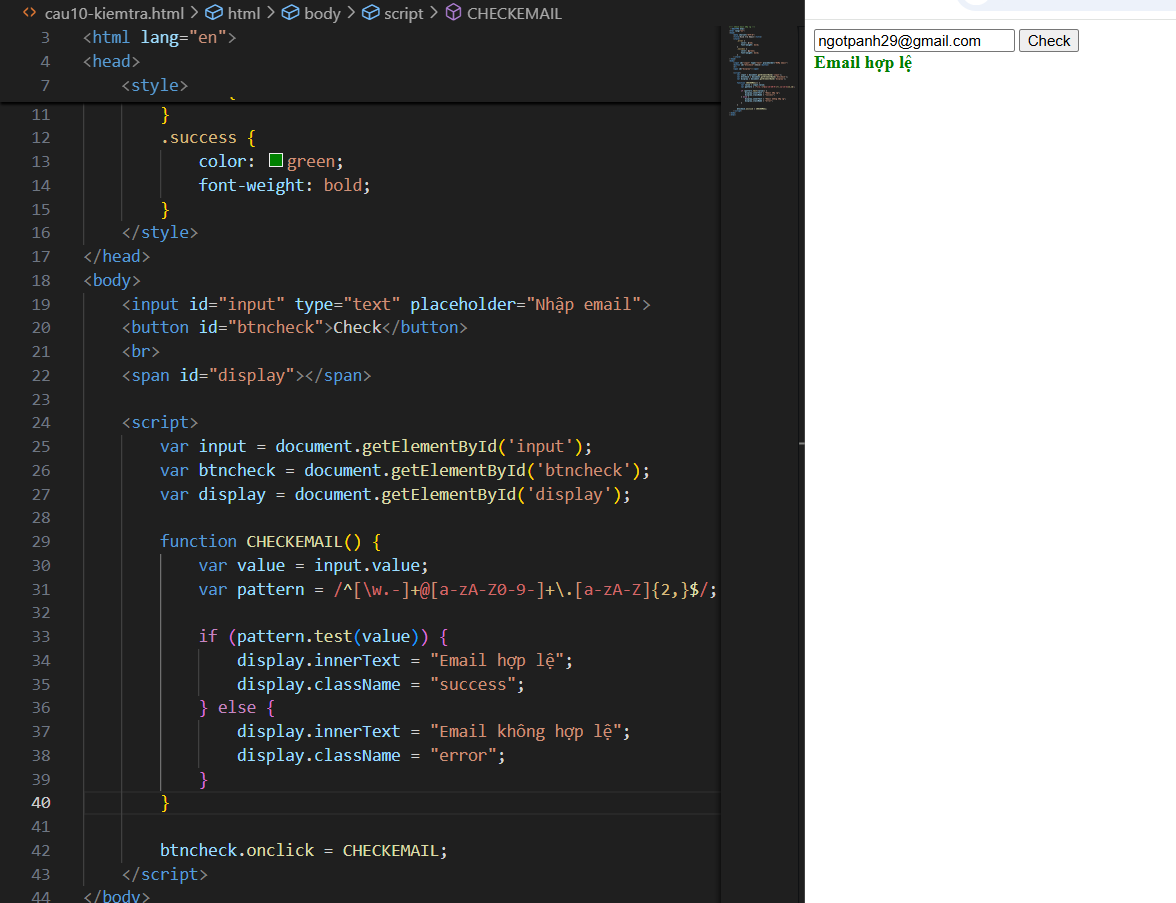 cau10-kiemtra.html > html > body > script > CHECKEMAIL
3 <html lang="en">
4 <head>
7 <style>
11 }
12 .success {
13 color: green;
14 font-weight: bold;
15 }
16 </style>
17 </head>
18 <body>
19 <input id="input" type="text" placeholder="Nhập email">
20 <button id="btncheck">Check</button>
21 <br>
22 <span id="display"></span>
23
24 <script>
25 var input = document.getElementById('input');
26 var btncheck = document.getElementById('btncheck');
27 var display = document.getElementById('display');
28
29 function CHECKEMAIL() {
30 var value = input.value;
31 var pattern = /^[\w.-]+@[a-zA-Z0-9-]+\.[a-zA-Z]{2,}$/;
32
33 if (pattern.test(value)) {
34 display.innerText = "Email hợp lệ";
35 display.className = "success";
36 } else {
37 display.innerText = "Email không hợp lệ";
38 display.className = "error";
39 }
40 }
41
42 btncheck.onclick = CHECKEMAIL;
43 </script>
44 </body>
ngotpanh29@gmail.com Check
Email hợp lệ